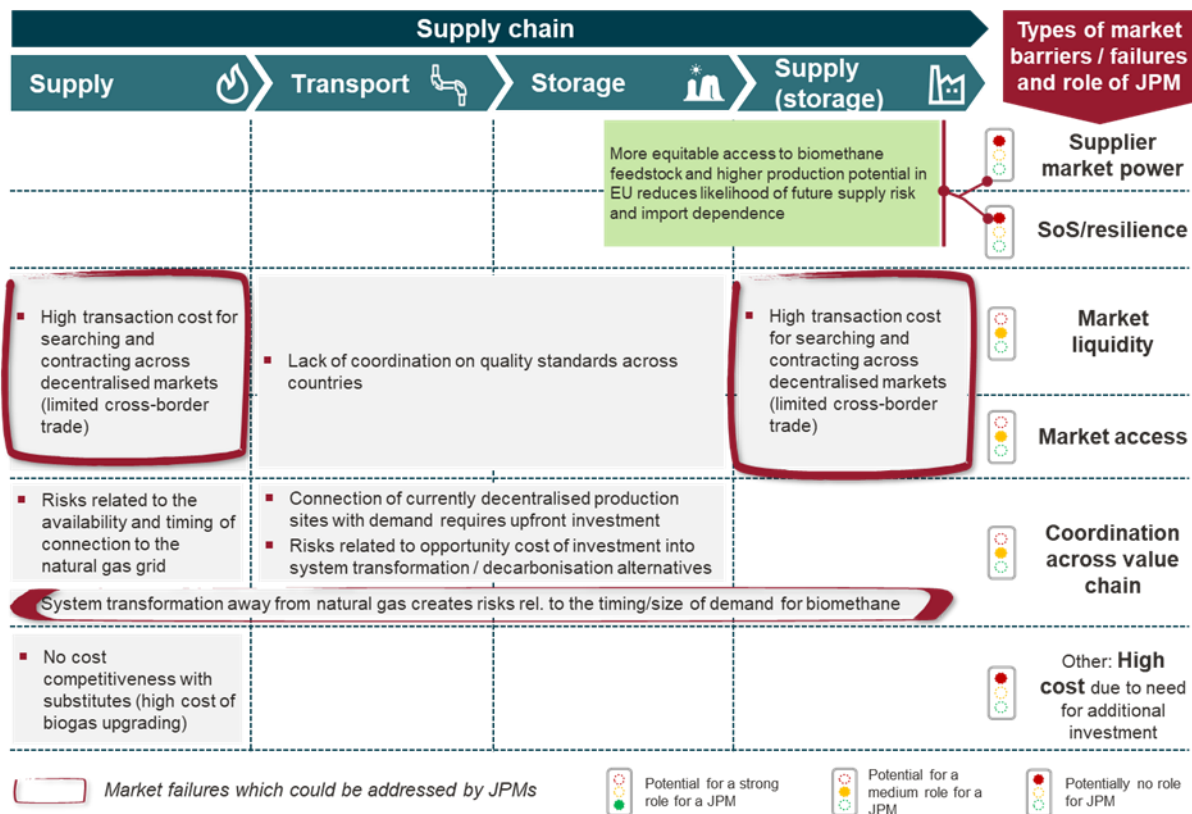 Supply chain
Types of market
barriers / failures
and role of JPM
Supply
Transport
Storage
Supply
(storage)
More equitable access to biomethane
feedstock and higher production potential in
EU reduces likelihood of future supply risk
and import dependence
Supplier
market power
SoS/resilience
▪ High transaction cost for
searching and
contracting across
decentralised markets
(limited cross-border
trade)
▪ Lack of coordination on quality standards across
countries
▪ High transaction cost
for searching and
contracting across
decentralised markets
(limited cross-border
trade)
Market
liquidity
Market access
▪ Risks related to the
availability and timing of
connection to the
natural gas grid
▪ Connection of currently decentralised production
sites with demand requires upfront investment
▪ Risks related to opportunity cost of investment into
system transformation / decarbonisation alternatives
Coordination
across value
chain
System transformation away from natural gas creates risks rel. to the timing/size of demand for biomethane
▪ No cost
competitiveness with
substitutes (high cost of
biogas upgrading)
Other: High
cost due to need
for additional
investment
Market failures which could be addressed by JPMs
Potential for a strong
role for a JPM
Potential for a
medium role for a
JPM
Potentially no role
for JPM